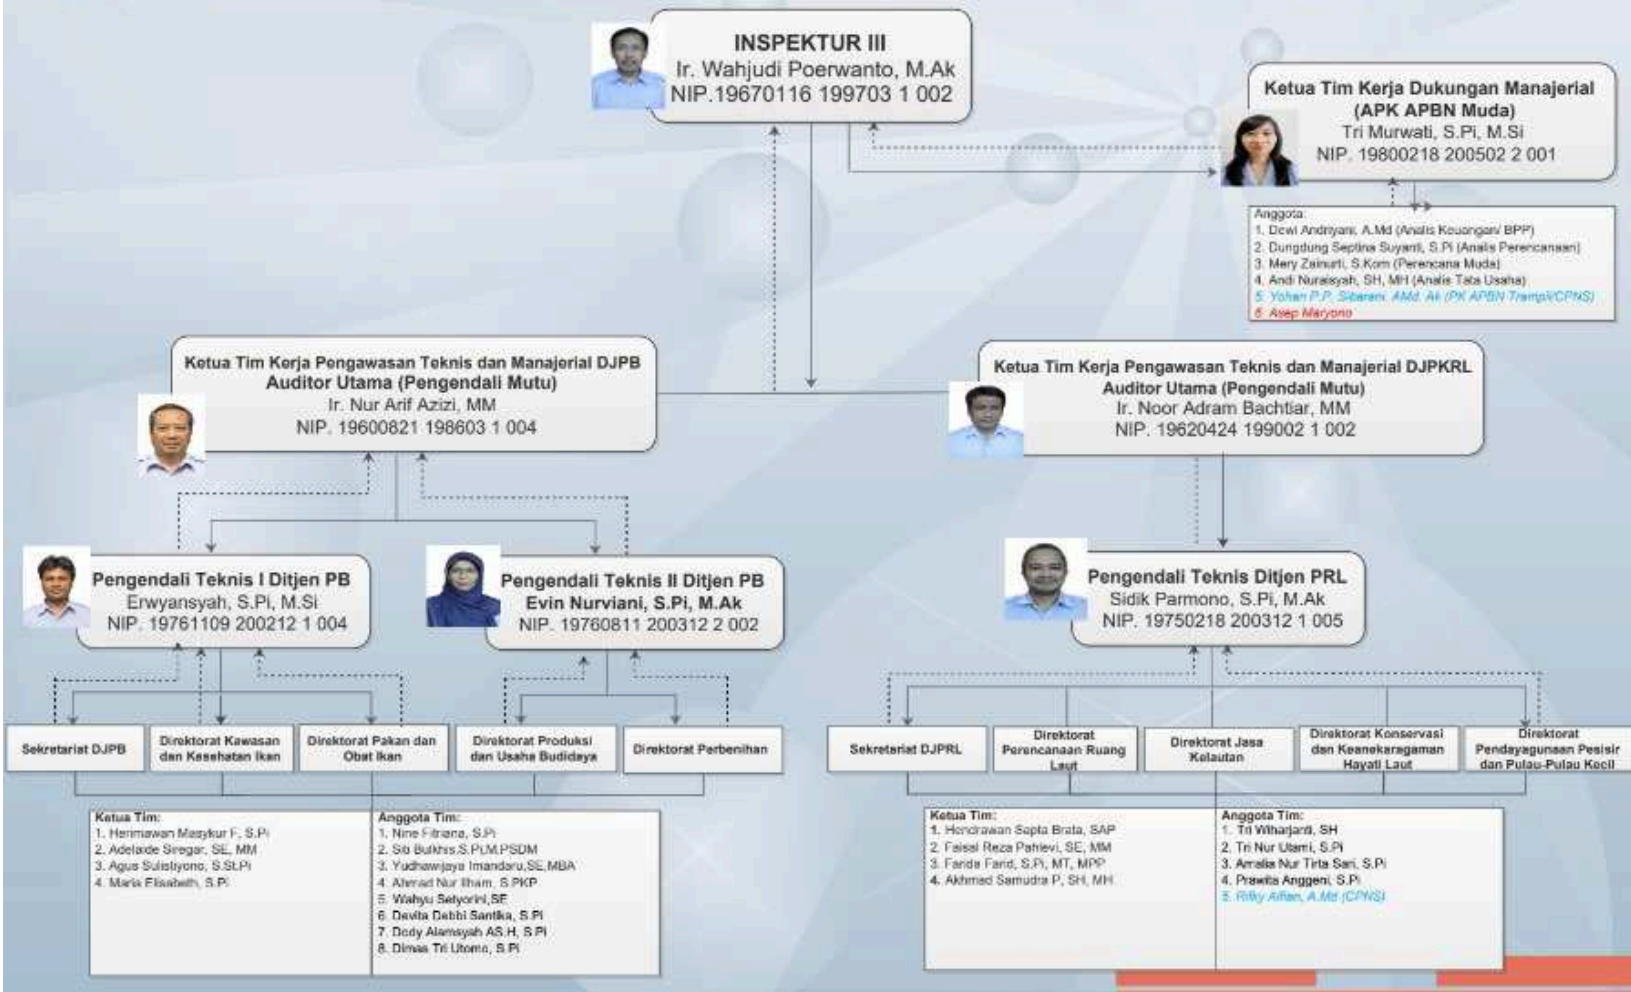 INSPEKTUR III
Ir. Wahjudi Poerwanto, M.Ak
NIP.19670116 199703 1 002
Ketua Tim Kerja Dukungan Manajerial
(APK APBN Muda)
Tri Murwati, S.Pi, M.Si
NIP. 19800218 200502 2 001
Anggota:
1. Dewi Andriyani, A.Md (Analis Keuangan/ BPP)
2. Dungdung Septina Suyanti, S.Pi (Analis Perencanaan)
3. Mery Zainurti, S.Kom (Perencana Muda)
4. Andi Nuraisyah, SH, MH (Analis Tata Usaha)
5. Yohan P.P. Sibarani, AMd. Ak (PK APBN Trampil/CPNS)
6. Asep Maryono
Ketua Tim Kerja Pengawasan Teknis dan Manajerial DJPB
Auditor Utama (Pengendali Mutu)
Ir. Nur Arif Azizi, MM
NIP. 19600821 198603 1 004
Ketua Tim Kerja Pengawasan Teknis dan Manajerial DJPKRL
Auditor Utama (Pengendali Mutu)
Ir. Noor Adram Bachtiar, MM
NIP. 19620424 199002 1 002
Pengendali Teknis I Ditjen PB
Erwyansyah, S.Pi, M.Si
NIP. 19761109 200212 1 004
Pengendali Teknis II Ditjen PB
Evin Nurviani, S.Pi, M.Ak
NIP. 19760811 200312 2 002
Pengendali Teknis Ditjen PRL
Sidik Parmono, S.Pi, M.Ak
NIP. 19750218 200312 1 005
Sekretariat DJPB
Direktorat Kawasan
dan Kesehatan Ikan
Direktorat Pakan dan
Obat Ikan
Direktorat Produksi
dan Usaha Budidaya
Direktorat Perbenihan
Sekretariat DJPRL
Direktorat
Perencanaan Ruang
Laut
Direktorat Jasa
Kelautan
Direktorat Konservasi
dan Keanekaragaman
Hayati Laut
Direktorat
Pendayagunaan Pesisir
dan Pulau-Pulau Kecil
Ketua Tim:
1. Herimawan Masykur F, S.Pi
2. Adelaide Siregar, SE, MM
3. Agus Sulistiyono, S.St.Pi
4. Maria Elisabeth, S.Pi
Anggota Tim:
1. Nine Fitriana, S.Pi
2. Siti Bulkhis,S.Pi,M.PSDM
3. Yudhawijaya Imandaru,SE,MBA
4. Ahmad Nur Ilham, S.PKP
5. Wahyu Setyorini,SE
6. Devita Debbi Santika, S.Pi
7. Dody Alamsyah AS.H, S.Pi
8. Dimas Tri Utomo, S.Pi
Ketua Tim:
1. Hendrawan Sapta Brata, SAP
2. Faisal Reza Pahlevi, SE, MM
3. Farida Farid, S.Pi, MT, MPP
4. Akhmad Samudra P, SH, MH
Anggota Tim:
1. Tri Wiharjanti, SH
2. Tri Nur Utami, S.Pi
3. Amalia Nur Tirta Sari, S.Pi
4. Prawita Anggeni, S.Pi
5. Rifky Alfian, A.Md (CPNS)